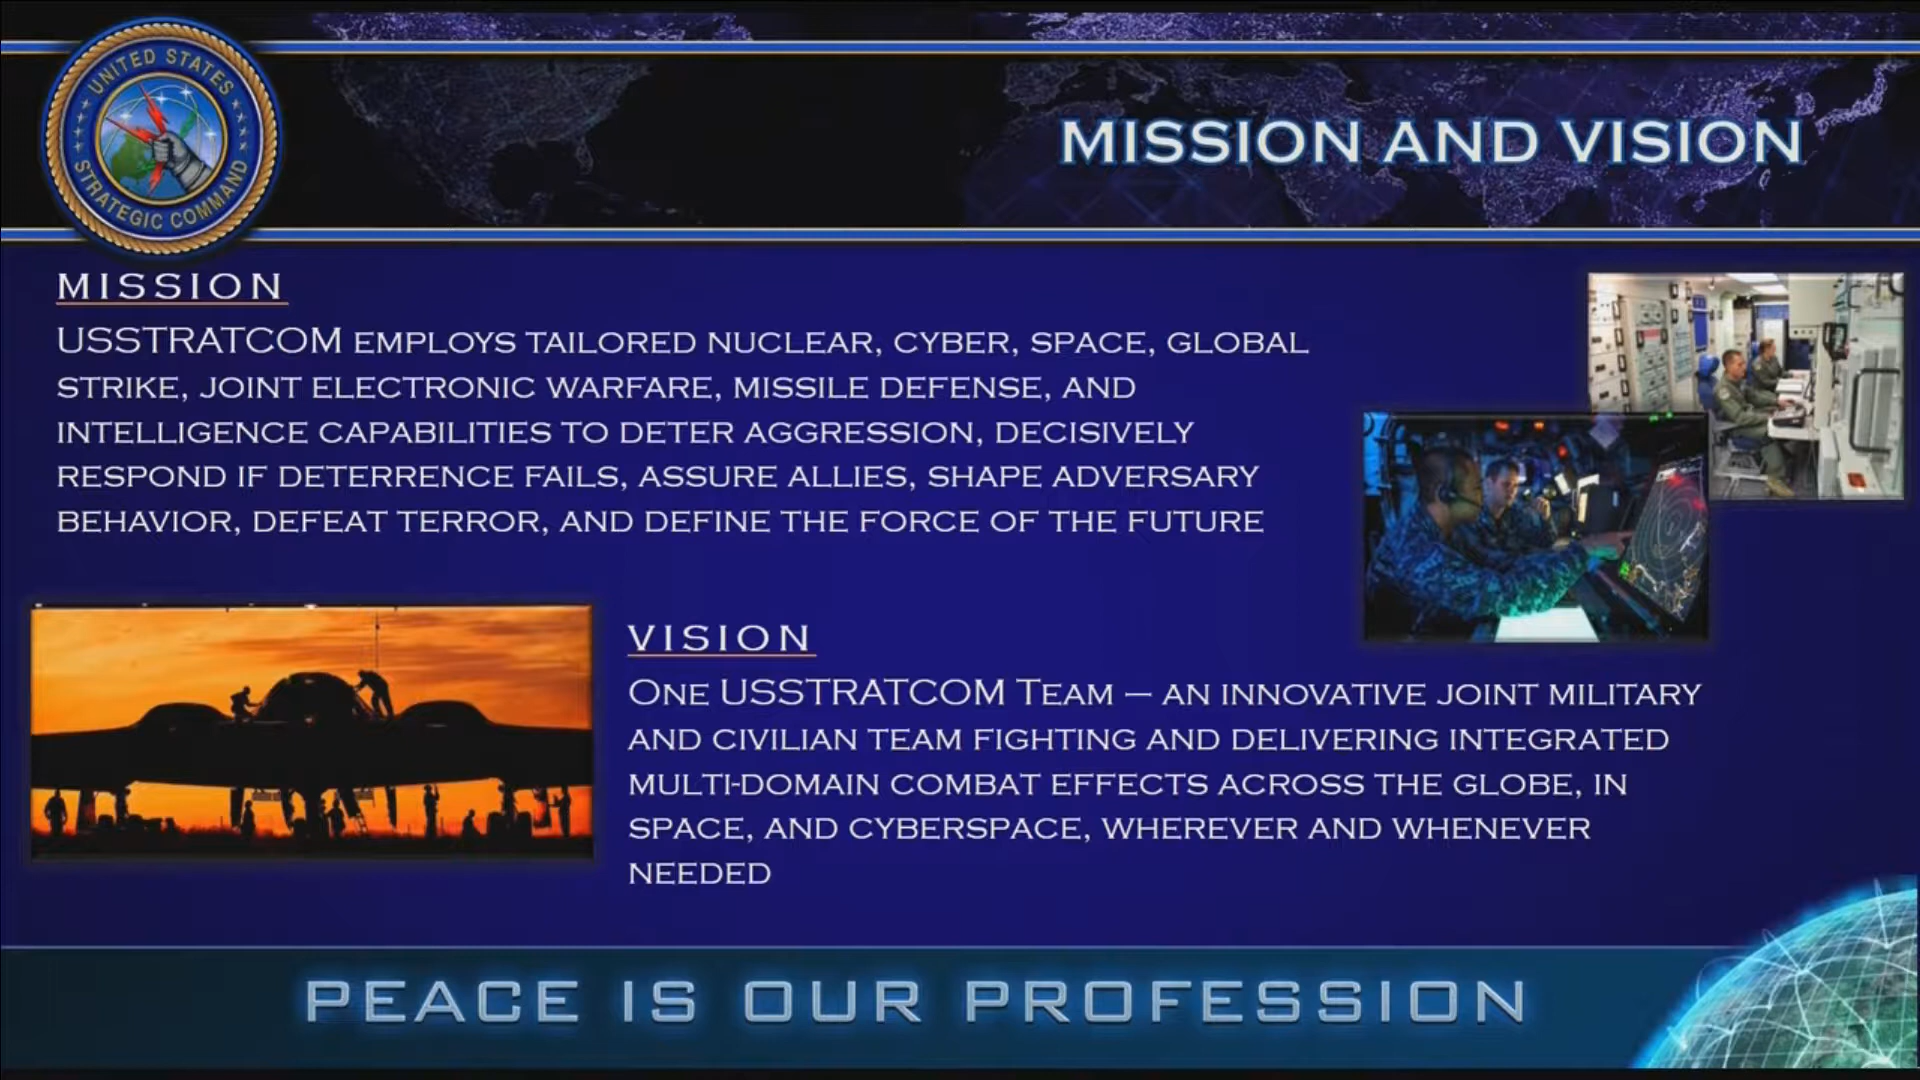 UNITED STATES
STRATEGIC COMMAND
MISSION AND VISION
MISSION
USSTRATCOM EMPLOYS TAILORED NUCLEAR, CYBER, SPACE, GLOBAL
STRIKE, JOINT ELECTRONIC WARFARE, MISSILE DEFENSE, AND
INTELLIGENCE CAPABILITIES TO DETER AGGRESSION, DECISIVELY
RESPOND IF DETERRENCE FAILS, ASSURE ALLIES, SHAPE ADVERSARY
BEHAVIOR, DEFEAT TERROR, AND DEFINE THE FORCE OF THE FUTURE
VISION
ONE USSTRATCOM TEAM – AN INNOVATIVE JOINT MILITARY
AND CIVILIAN TEAM FIGHTING AND DELIVERING INTEGRATED
MULTI-DOMAIN COMBAT EFFECTS ACROSS THE GLOBE, IN
SPACE, AND CYBERSPACE, WHEREVER AND WHENEVER
NEEDED
PEACE IS OUR PROFESSION